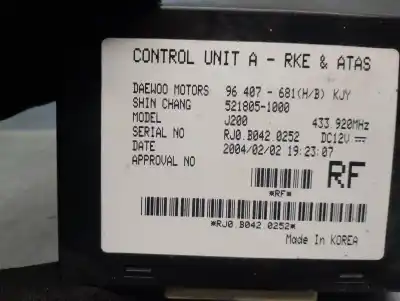 CONTROL UNIT A - RKE & ATAS
DAEWOO MOTORS 96 407 - 681(H/B) KJY
SHIN CHANG 521805-1000
MODEL J200 433.920MHz
SERIAL NO RJ0.B042.0252 DC12V
DATE 2004/02/02 19:23:07
APPROVAL NO
RF
*RF*
*RJ0.B042.0252*
Made In KOREA